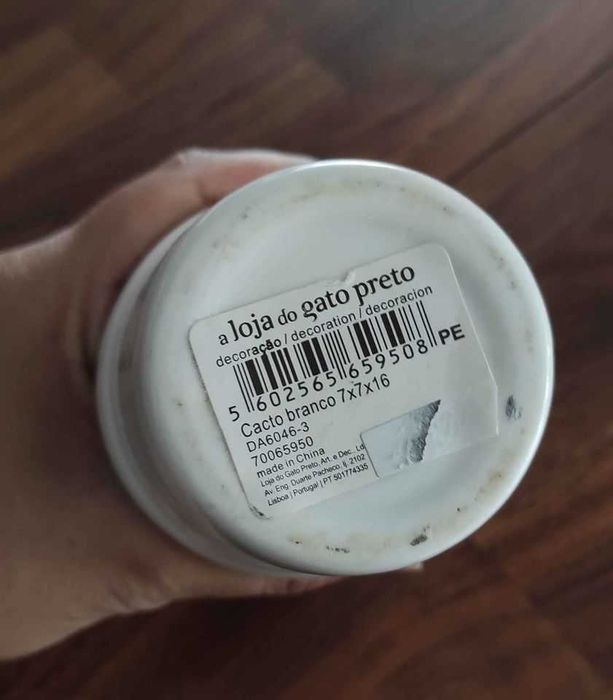 a loja do gato preto
decoração / decoration / decoracion
5 602565 659508 PE
Cacto branco 7x7x16
DA6046-3
70065950
made in China
Loja do Gato Preto, Art. e Dec., Ld
Av. Eng. Duarte Pacheco, lj. 2102
Lisboa | Portugal | PT 501774335